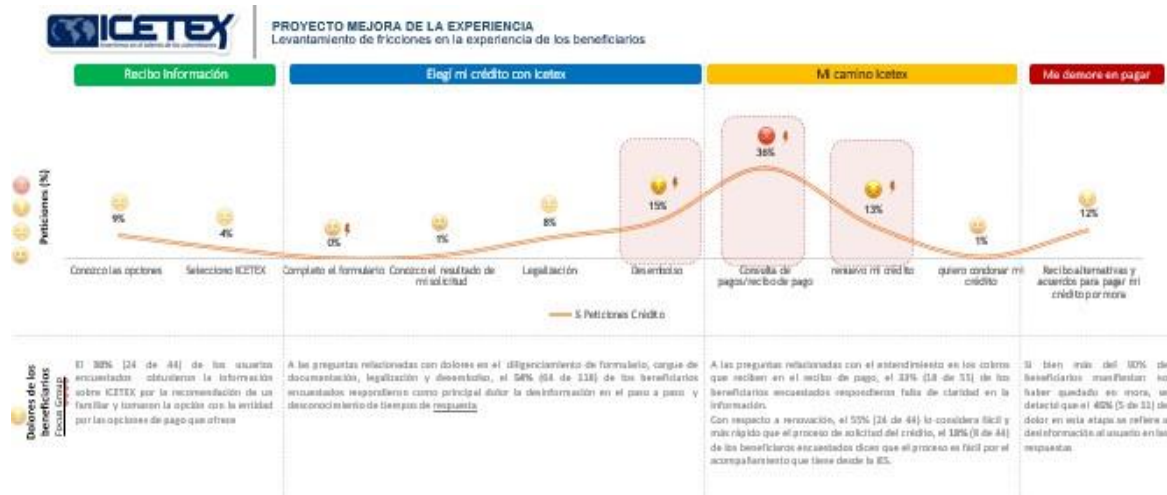 ICETEX
PROYECTO MEJORA DE LA EXPERIENCIA
Levantamiento de fricciones en la experiencia de los beneficiarios
Recibo Información
Elegí mi crédito con Icetex
Mi camino Icetex
Me demore en pagar
Peticiones (%)
9%
4%
0%
1%
8%
15%
36%
13%
1%
12%
Conozco las opciones
Selecciono ICETEX
Completo el formulario
Conozco el resultado de
mi solicitud
Legalización
Desembolso
Consulta de
pagos/recibo de pago
renuevo mi crédito
quiero condonar mi
crédito
Recibo alternativas y
acuerdos para pagar mi
crédito por mora
% Peticiones Crédito
Dolores de los
beneficiarios
Focus Group
El (24 de 44) de los usuarios
encuestados obtuvieron la información
sobre ICETEX por la recomendación de un
familiar y tomaron la opción con la entidad
por las opciones de pago que ofrece
A las preguntas relacionadas con dolores en el diligenciamiento de formulario, cargue de
documentación, legalización y desembolso, el 54% (64 de 118) de los beneficiarios
encuestados respondieron como principal dolor la desinformación en el paso a paso y
desconocimiento de tiempos de respuesta
A las preguntas relacionadas con el entendimiento en los cobros
que reciben en el recibo de pago, el 33% (18 de 55) de los
beneficiarios encuestados respondieron falta de claridad en la
información.
Con respecto a renovación, el 55% (24 de 44) lo considera fácil y
más rápido que el proceso de solicitud del crédito, el 18% (8 de 44)
de los beneficiaros encuestados dices que el proceso es fácil por el
acompañamiento que tiene desde la IES.
Si bien más del 90% de
beneficiarios manifiestan no
haber quedado en mora, se
detectó que el 45% (5 de 11) de
dolor en esta etapa se refiere a
desinformación al usuario en las
respuestas